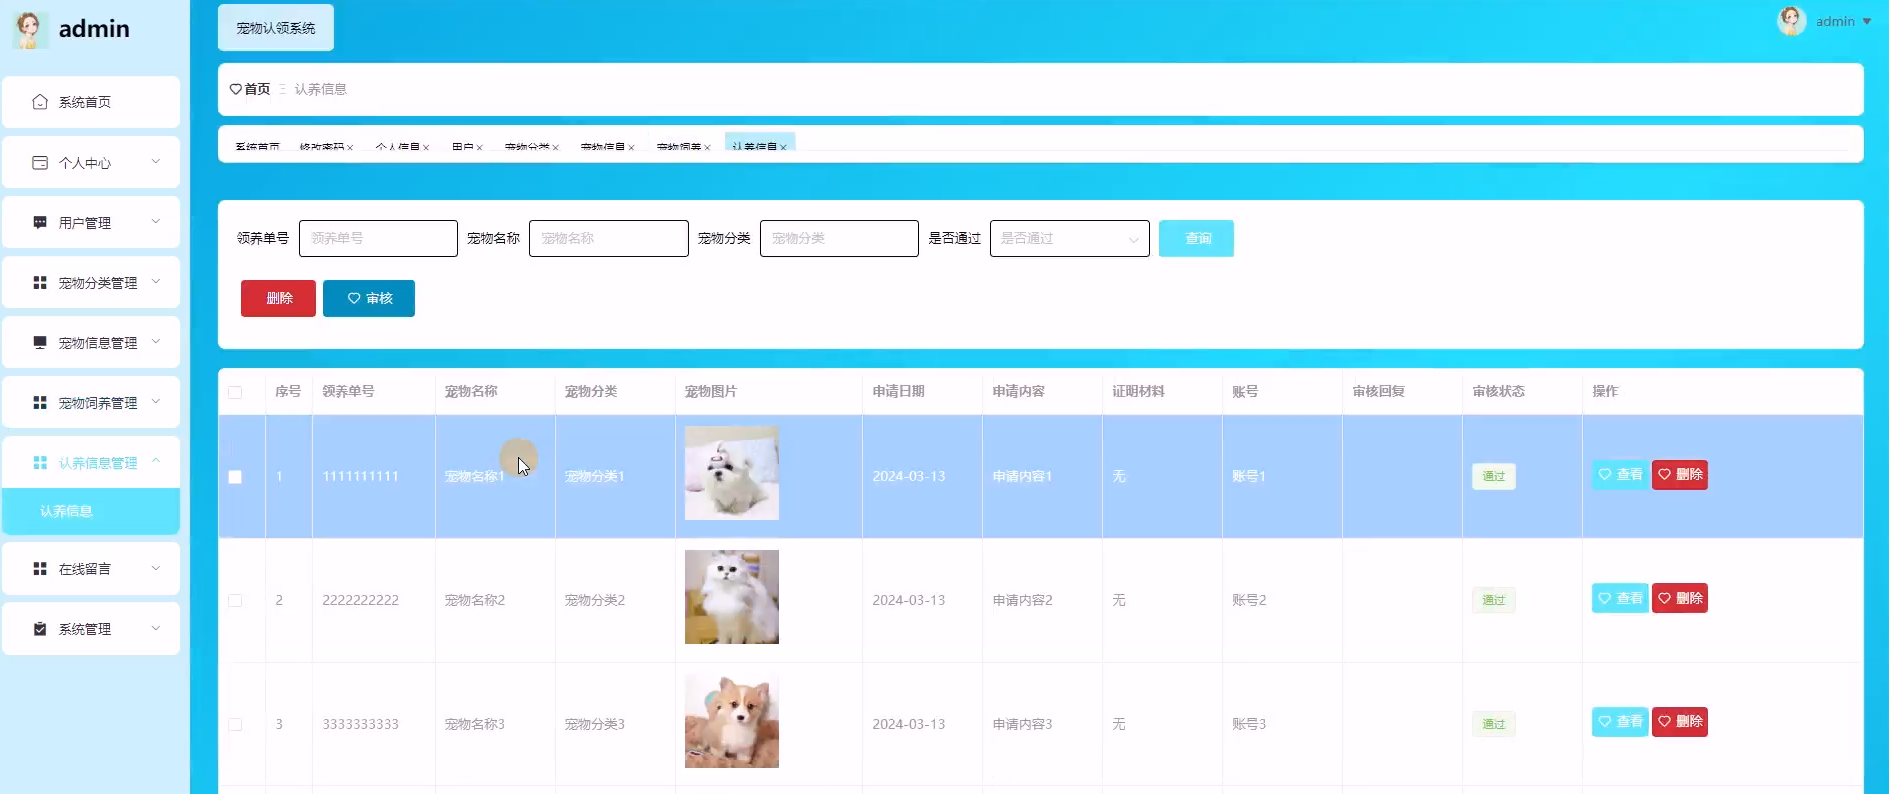 admin
宠物认领系统
admin
系统首页
个人中心
用户管理
宠物分类管理
宠物信息管理
宠物饲养管理
认养信息管理
认养信息
在线留言
系统管理
首页 认养信息
系统首页 修改密码× 个人信息× 用户× 宠物分类× 宠物信息× 宠物饲养× 认养信息×
领养单号 领养单号 宠物名称 宠物名称 宠物分类 宠物分类 是否通过 是否通过 查询
删除 审核
序号 领养单号 宠物名称 宠物分类 宠物图片 申请日期 申请内容 证明材料 账号 审核回复 审核状态 操作
1 1111111111 宠物名称1 宠物分类1 2024-03-13 申请内容1 无 账号1 通过 查看 删除
2 2222222222 宠物名称2 宠物分类2 2024-03-13 申请内容2 无 账号2 通过 查看 删除
3 3333333333 宠物名称3 宠物分类3 2024-03-13 申请内容3 无 账号3 通过 查看 删除